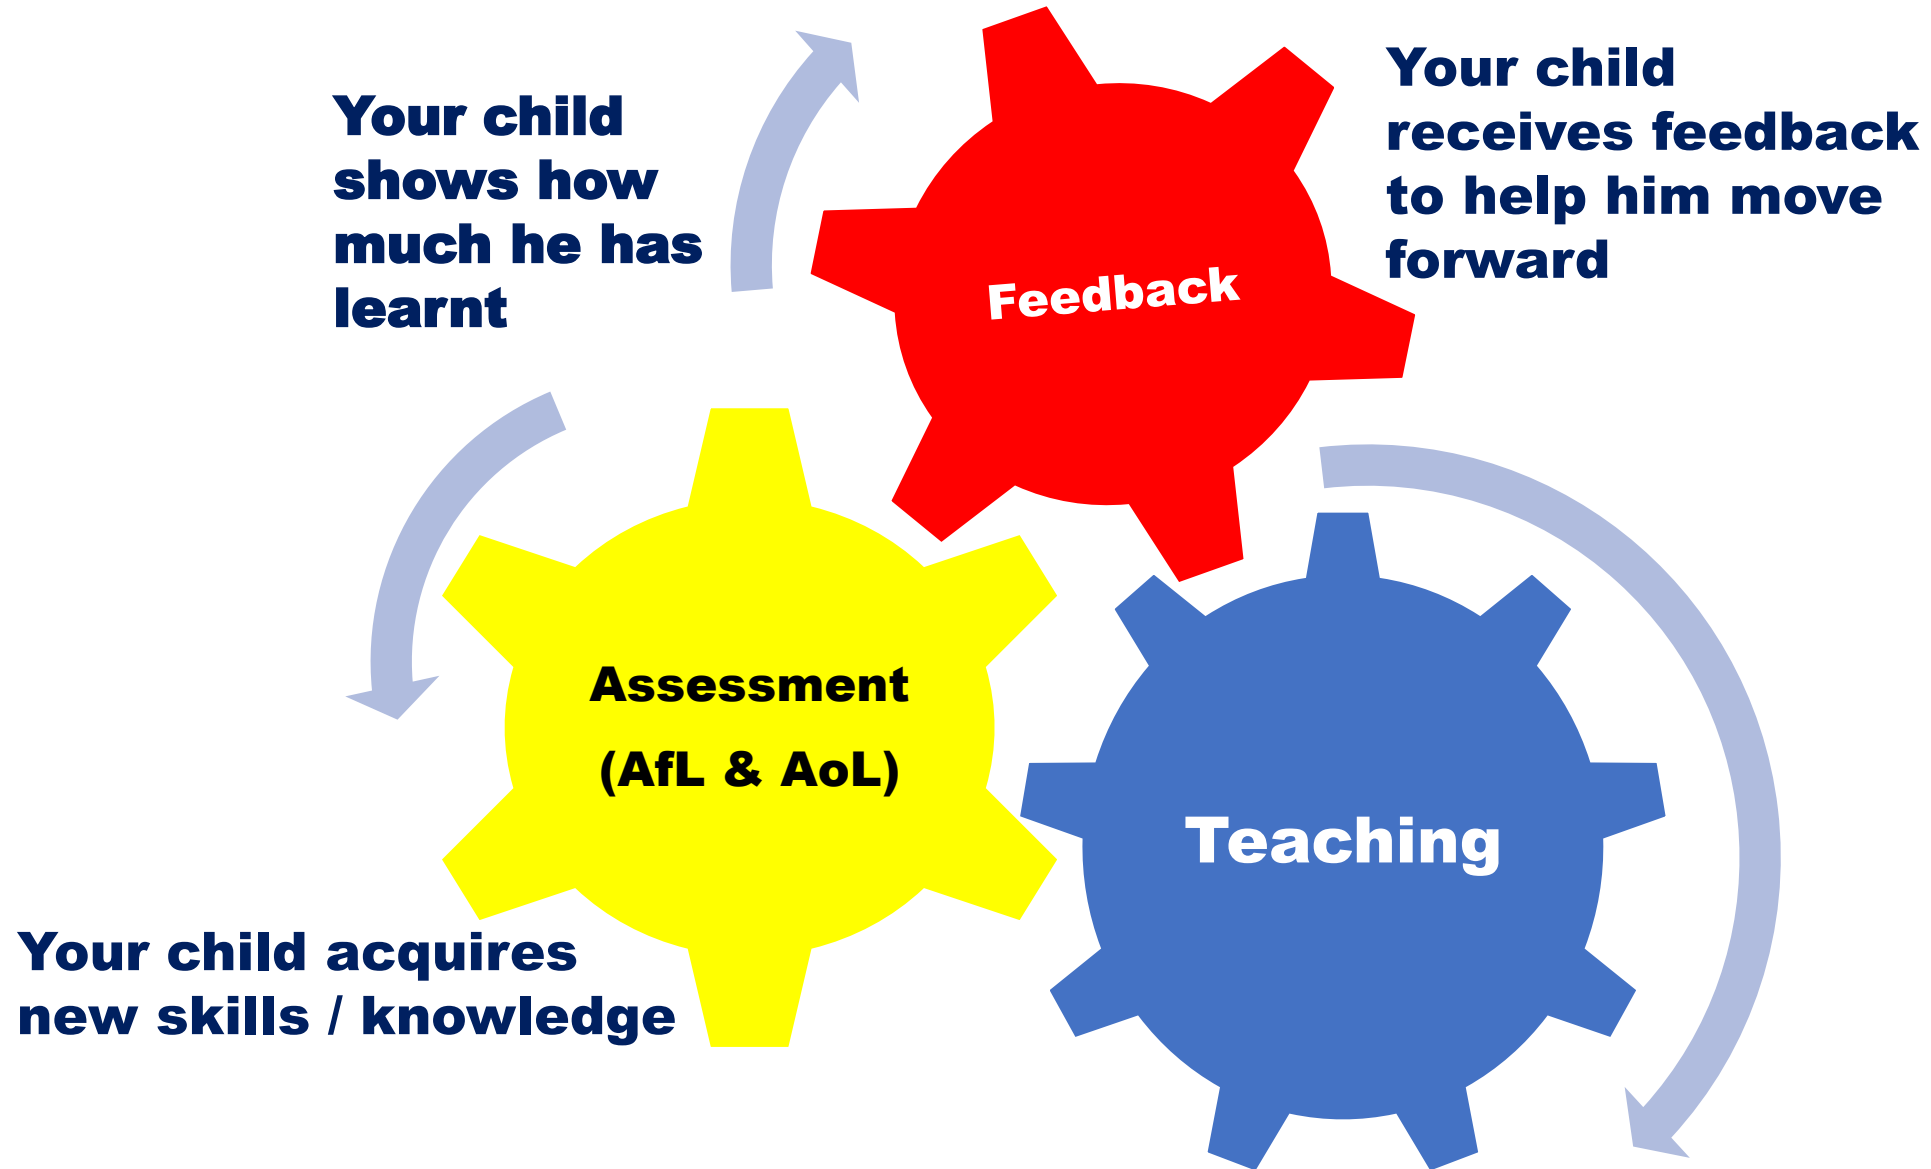 Your child
shows how
much he has
learnt
Your child
receives feedback
to help him move
forward
Feedback
Assessment
(AfL & AoL)
Teaching
Your child acquires
new skills / knowledge